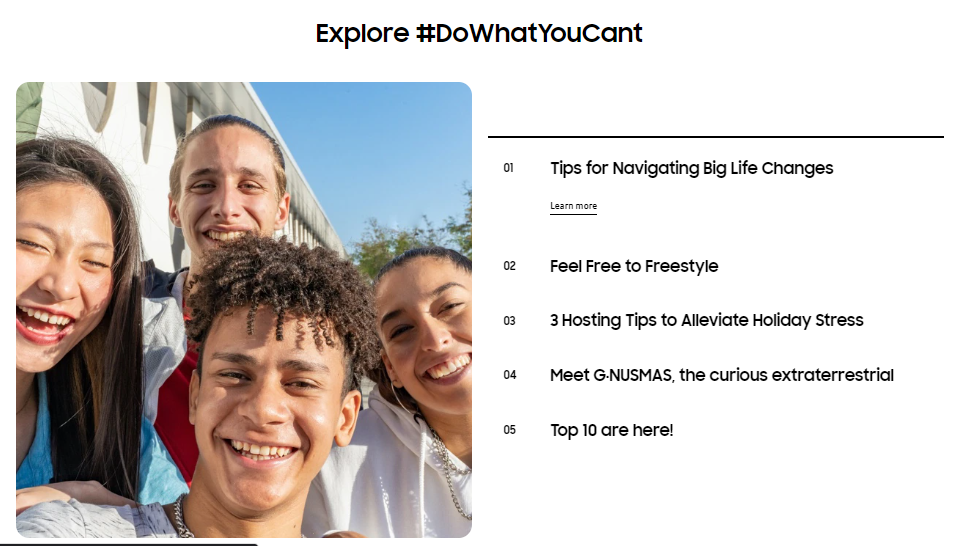 Explore #DoWhatYouCant
01 Tips for Navigating Big Life Changes
Learn more
02 Feel Free to Freestyle
03 3 Hosting Tips to Alleviate Holiday Stress
04 Meet G·NUSMAS, the curious extraterrestrial
05 Top 10 are here!